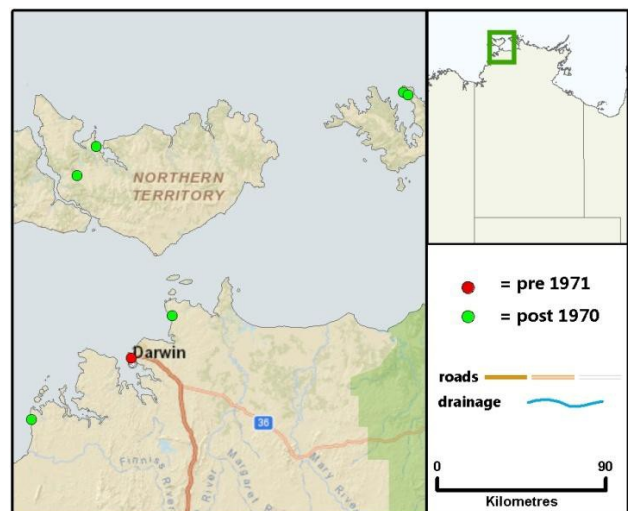 NORTHERN
TERRITORY
Darwin
36
Finniss River
River
Margaret R
Mary River
= pre 1971
= post 1970
roads
drainage
0
90
Kilometres